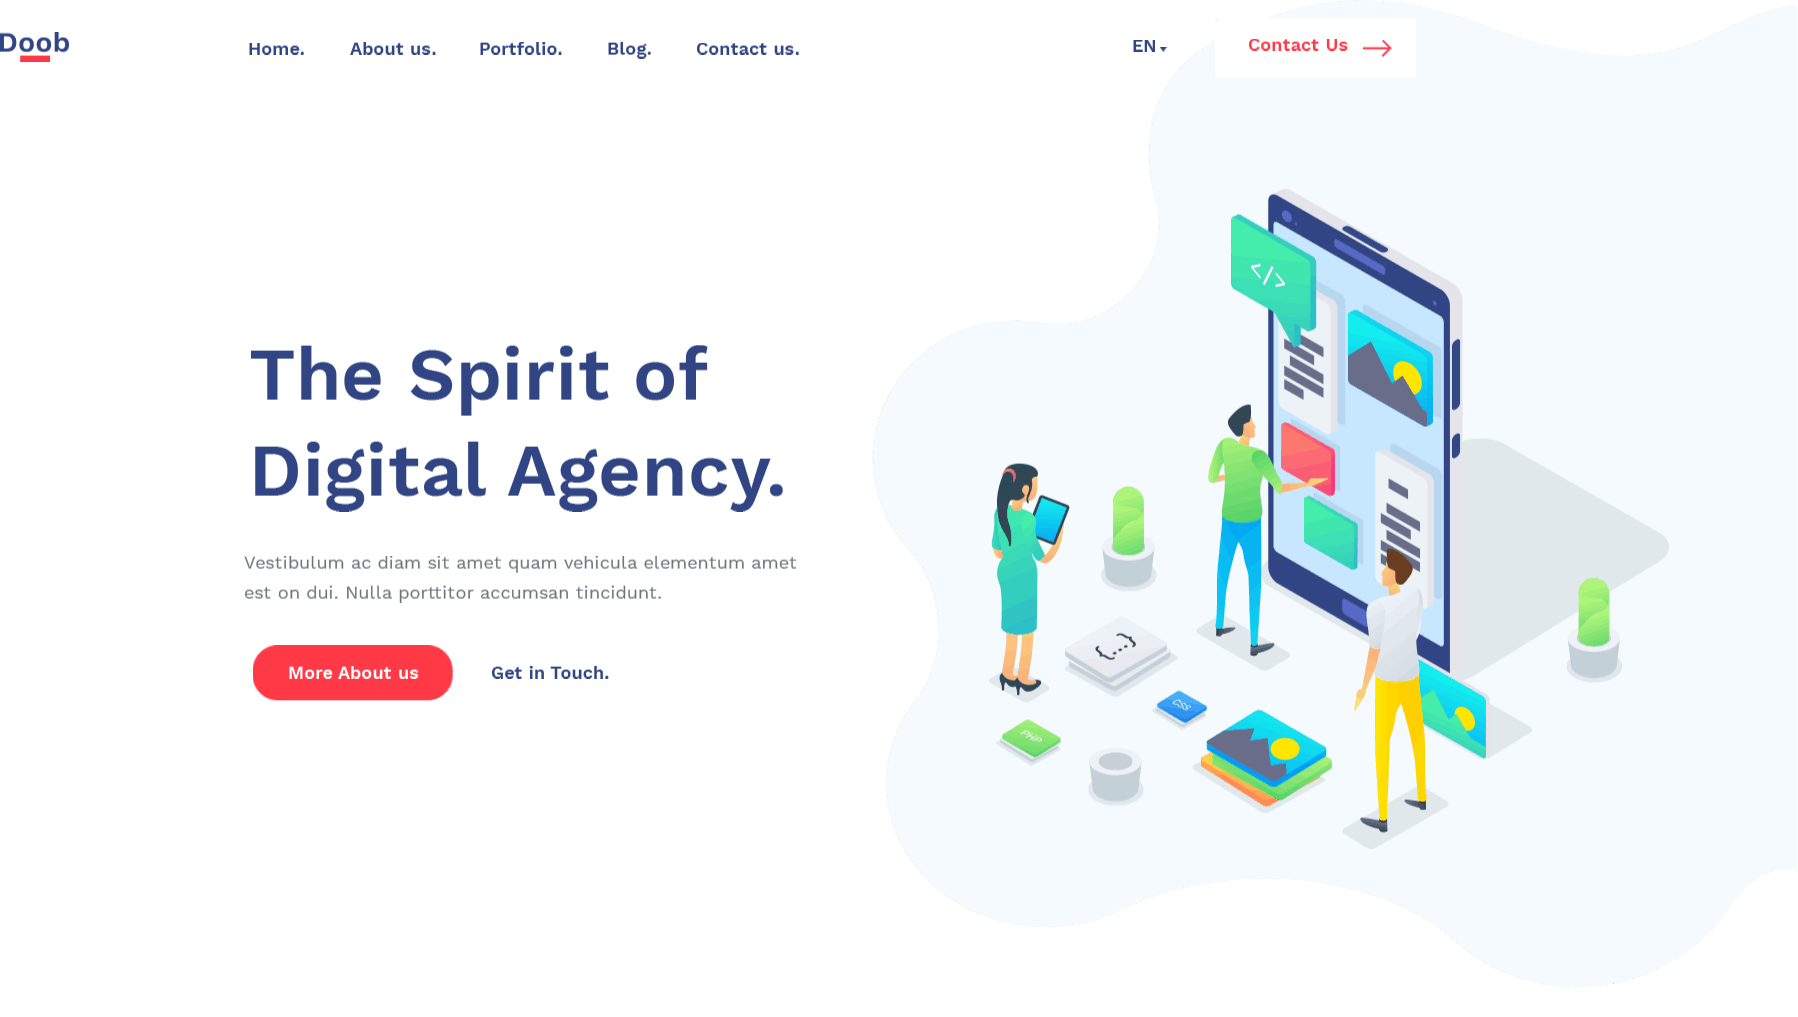 Doob
Home. About us. Portfolio. Blog. Contact us. EN Contact Us
The Spirit of
Digital Agency.
Vestibulum ac diam sit amet quam vehicula elementum amet
est on dui. Nulla porttitor accumsan tincidunt.
More About us Get in Touch.
</>
{...}
CSS
PHP